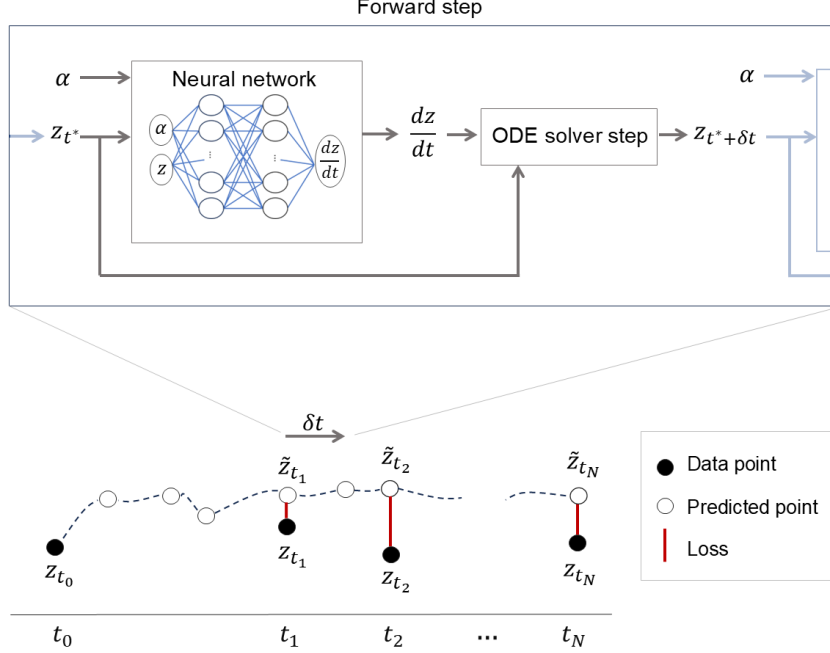 Forward step
α
Neural network
z_{t*}
α
z
...
...
dz/dt
dz/dt
ODE solver step
z_{t*+δt}
α
δt
z̃_{t_1}
z̃_{t_2}
z̃_{t_N}
z_{t_0}
z_{t_1}
z_{t_2}
z_{t_N}
Data point
Predicted point
Loss
t_0
t_1
t_2
...
t_N